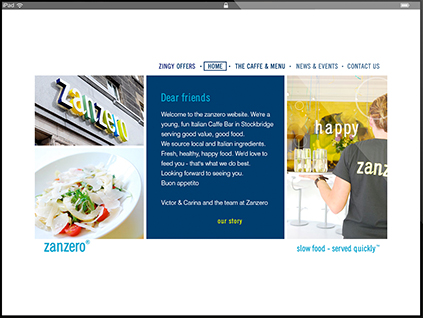 iPad
ZINGY OFFERS • HOME • THE CAFFE & MENU • NEWS & EVENTS • CONTACT US
zanzero
Dear friends
Welcome to the zanzero website. We're a
young, fun Italian Caffe Bar in Stockbridge
serving good value, good food.
We source local and Italian ingredients.
Fresh, healthy, happy food. We'd love to
feed you - that's what we do best.
Looking forward to seeing you.
Buon appetito
Victor & Carina and the team at Zanzero
our story
happy
zanz
zanzero®
slow food - served quickly™